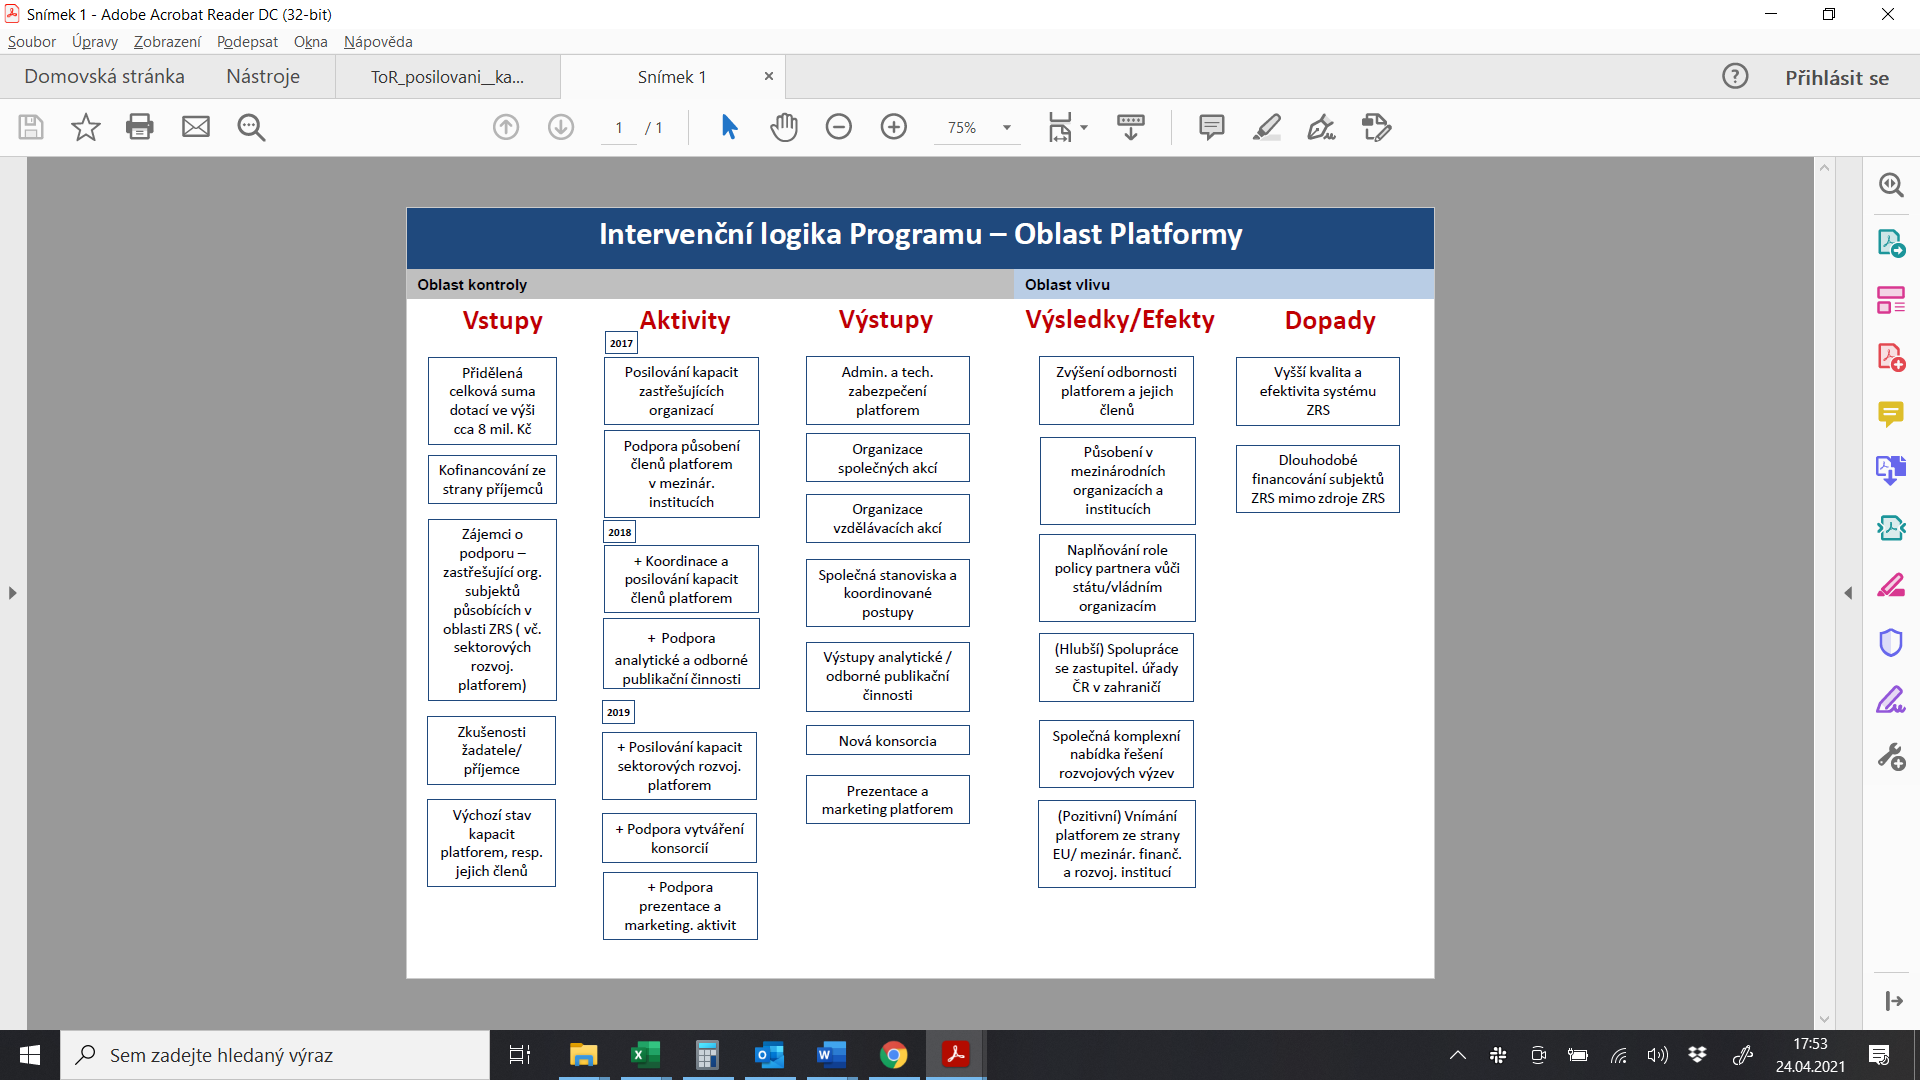 Snímek 1 - Adobe Acrobat Reader DC (32-bit)
Soubor Úpravy Zobrazení Podepsat Okna Nápověda
Domovská stránka Nástroje ToR_posilovani__ka... Snímek 1 × ? Přihlásit se
1 / 1 75%
Intervenční logika Programu – Oblast Platformy
Oblast kontroly
Oblast vlivu
Vstupy
Přidělená
celková suma
dotací ve výši
cca 8 mil. Kč
Kofinancování ze
strany příjemců
Zájemci o
podporu –
zastřešující org.
subjektů
působících v
oblasti ZRS ( vč.
sektorových
rozvoj.
platforem)
Zkušenosti
žadatele/
příjemce
Výchozí stav
kapacit
platforem, resp.
jejich členů
Aktivity
2017
Posilování kapacit
zastřešujících
organizací
Podpora působení
členů platforem
v mezinár.
institucích
2018
+ Koordinace a
posilování kapacit
členů platforem
+ Podpora
analytické a odborné
publikační činnosti
2019
+ Posilování kapacit
sektorových rozvoj.
platforem
+ Podpora vytváření
konsorcií
+ Podpora
prezentace a
marketing. aktivit
Výstupy
Admin. a tech.
zabezpečení
platforem
Organizace
společných akcí
Organizace
vzdělávacích akcí
Společná stanoviska a
koordinované
postupy
Výstupy analytické /
odborné publikační
činnosti
Nová konsorcia
Prezentace a
marketing platforem
Výsledky/Efekty
Zvýšení odbornosti
platforem a jejich
členů
Působení v
mezinárodních
organizacích a
institucích
Naplňování role
policy partnera vůči
státu/vládním
organizacím
(Hlubší) Spolupráce
se zastupitel. úřady
ČR v zahraničí
Společná komplexní
nabídka řešení
rozvojových výzev
(Pozitivní) Vnímání
platforem ze strany
EU/ mezinár. finanč.
a rozvoj. institucí
Dopady
Vyšší kvalita a
efektivita systému
ZRS
Dlouhodobé
financování subjektů
ZRS mimo zdroje ZRS
Sem zadejte hledaný výraz
17:53
24.04.2021